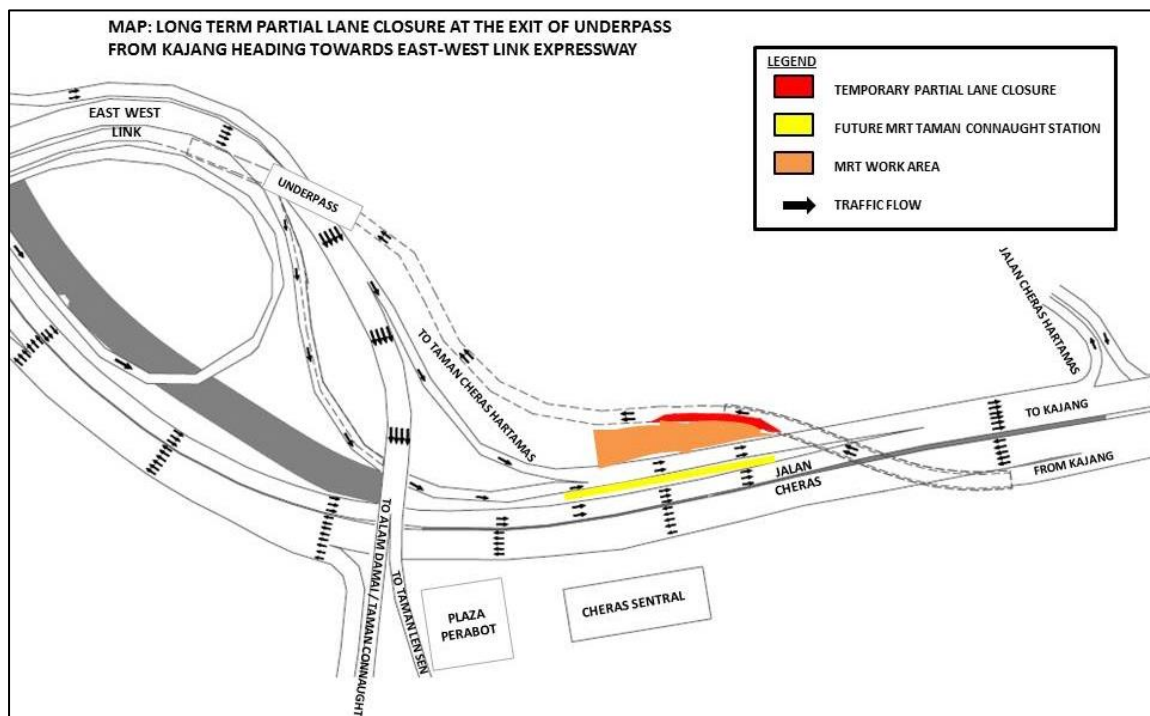 MAP: LONG TERM PARTIAL LANE CLOSURE AT THE EXIT OF UNDERPASS
FROM KAJANG HEADING TOWARDS EAST-WEST LINK EXPRESSWAY
LEGEND
TEMPORARY PARTIAL LANE CLOSURE
FUTURE MRT TAMAN CONNAUGHT STATION
MRT WORK AREA
TRAFFIC FLOW
EAST WEST
LINK
UNDERPASS
JALAN CHERAS HARTAMAS
TO TAMAN CHERAS HARTAMAS
TO KAJANG
FROM KAJANG
JALAN
CHERAS
TO ALAM DAMAI / TAMAN CONNAUGHT
TO TAMAN LEN SEN
PLAZA
PERABOT
CHERAS SENTRAL